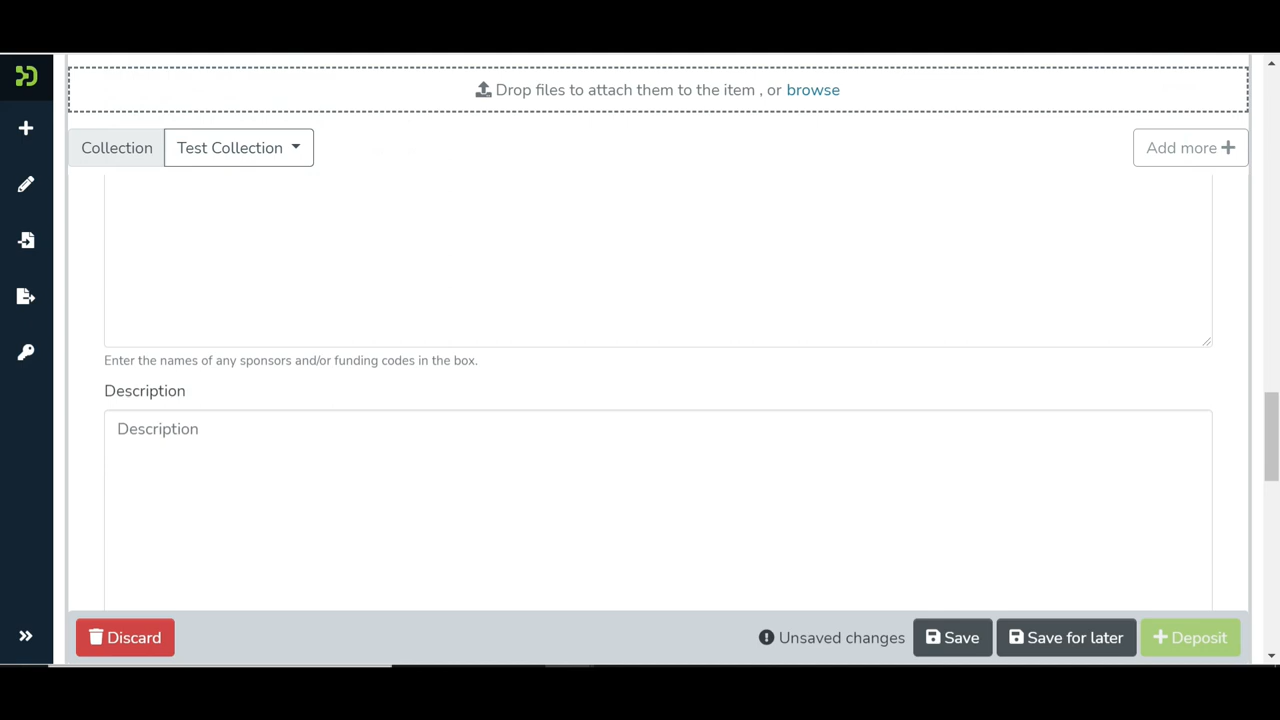 Drop files to attach them to the item , or browse
Collection
Test Collection
Add more
Enter the names of any sponsors and/or funding codes in the box.
Description
Description
Discard
Unsaved changes
Save
Save for later
Deposit